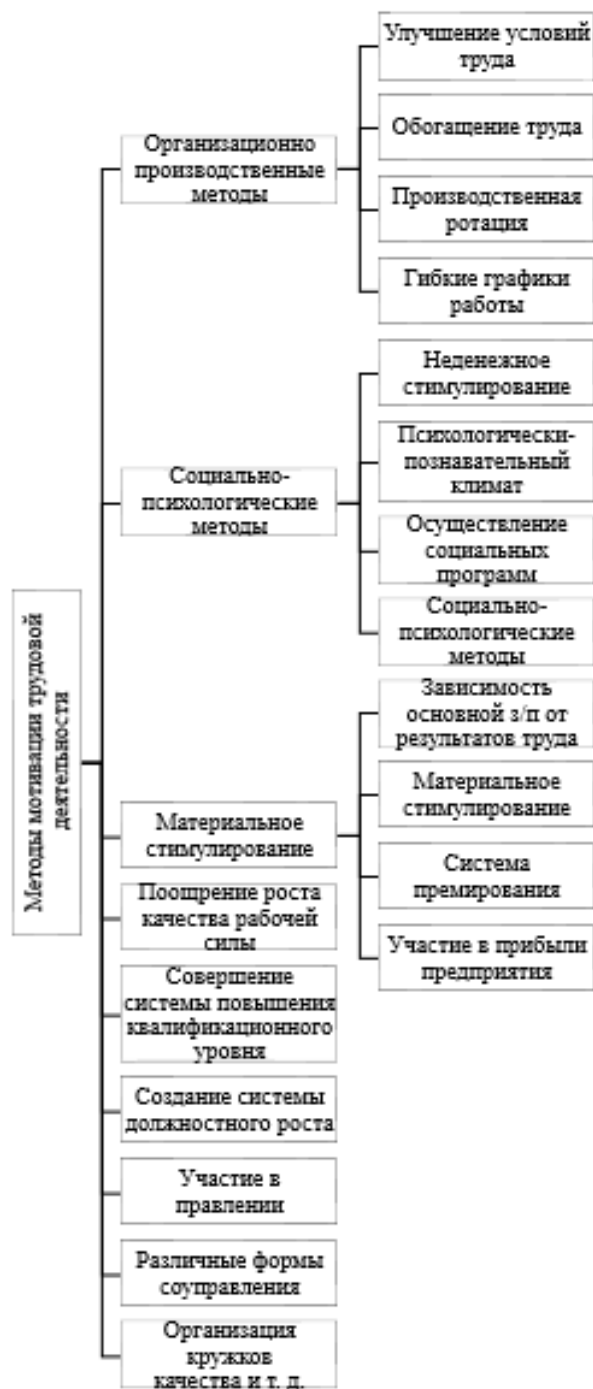 Методы мотивации трудовой
деятельности
Организационно
производственные
методы
Улучшение условий
труда
Обогащение труда
Производственная
ротация
Гибкие графики
работы
Социально-
психологические
методы
Неденежное
стимулирование
Психологически-
познавательный
климат
Осуществление
социальных
программ
Социально-
психологические
методы
Материальное
стимулирование
Зависимость
основной з/п от
результатов труда
Материальное
стимулирование
Система
премирования
Участие в прибыли
предприятия
Поощрение роста
качества рабочей
силы
Совершение
системы повышения
квалификационного
уровня
Создание системы
должностного роста
Участие в
правлении
Различные формы
соуправления
Организация
кружков
качества и т. д.